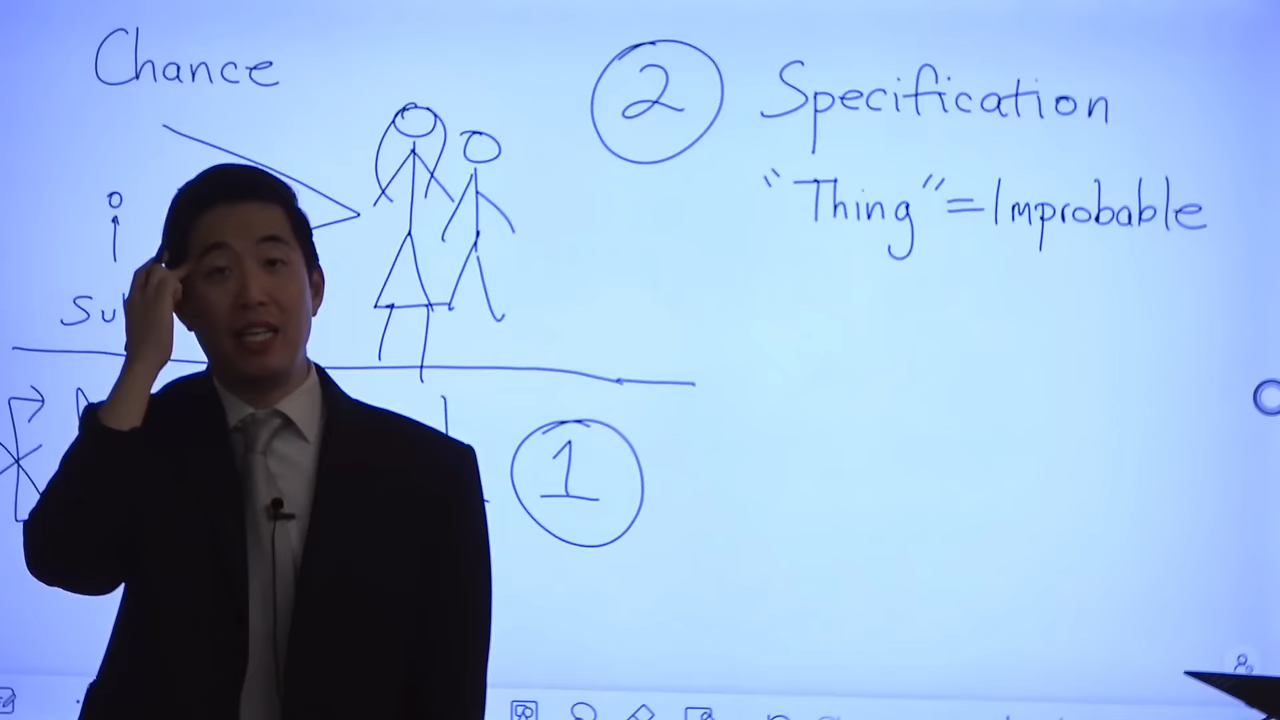 Chance
2 Specification
"Thing" = Improbable
1